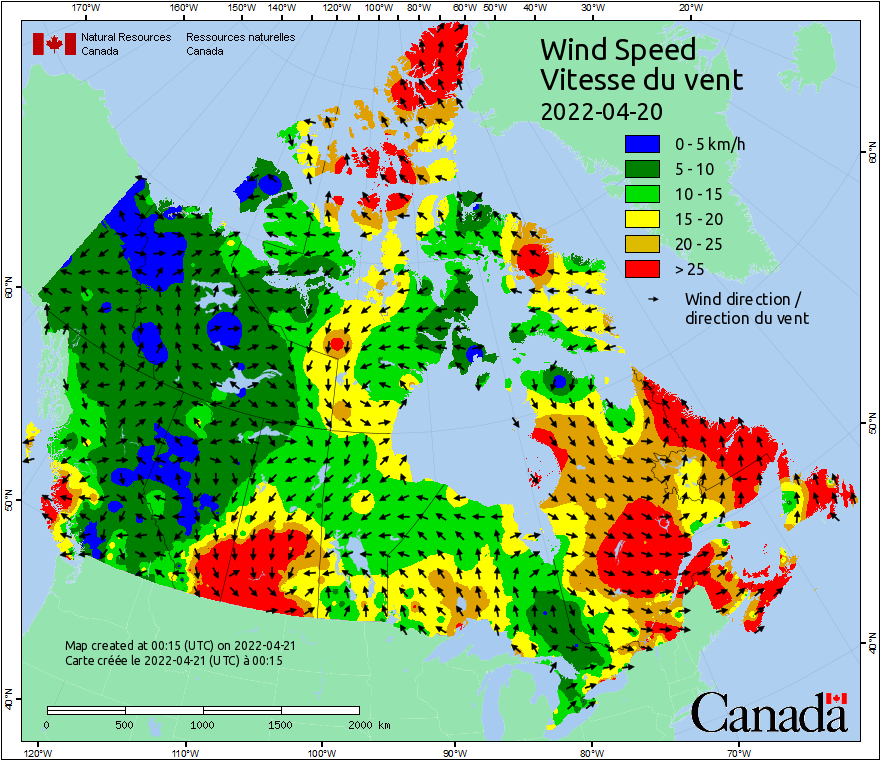 170°W 160°W 150°W 140°W 120°W 100°W 80°W 60°W 50°W 40°W 30°W 20°W
Natural Resources Ressources naturelles
Canada Canada
Wind Speed
Vitesse du vent
2022-04-20
0 - 5 km/h
5 - 10
10 - 15
15 - 20
20 - 25
> 25
Wind direction /
direction du vent
60°N
60°N
50°N
50°N
40°N
40°N
Map created at 00:15 (UTC) on 2022-04-21
Carte créée le 2022-04-21 (UTC) à 00:15
0 500 1000 1500 2000 km
Canada
120°W 110°W 100°W 90°W 80°W 70°W